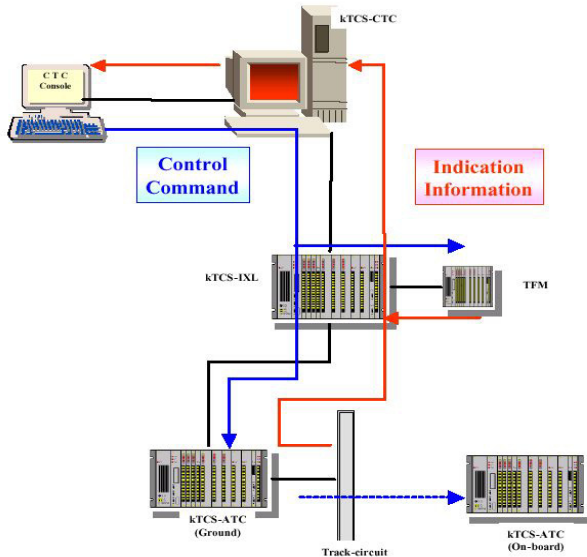 kTCS-CTC
C T C
Console
Control
Command
Indication
Information
kTCS-IXL
TFM
kTCS-ATC
(Ground)
Track-circuit
kTCS-ATC
(On-board)